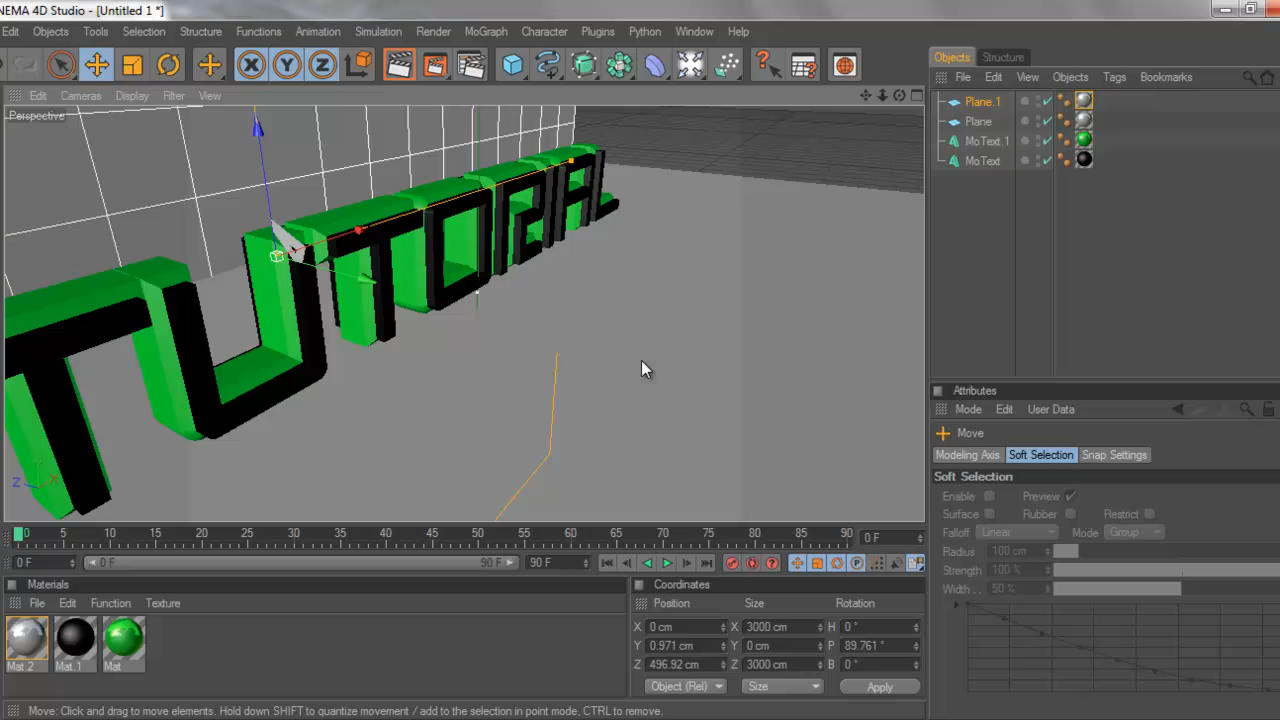 NEMA 4D Studio - [Untitled 1 *]
Edit Objects Tools Selection Structure Functions Animation Simulation Render MoGraph Character Plugins Python Window Help
X Y Z
Edit Cameras Display Filter View
Perspective
TUTORIAL
Z X
Objects Structure
File Edit View Objects Tags Bookmarks
Plane.1
Plane
MoText.1
MoText
Attributes
Mode Edit User Data
Move
Modeling Axis Soft Selection Snap Settings
Soft Selection
Enable Preview
Surface Rubber Restrict
Falloff Linear Mode Group
Radius 100 cm
Strength 100 %
Width . . 50 %
0 5 10 15 20 25 30 35 40 45 50 55 60 65 70 75 80 85 90 0 F
0 F 0 F 90 F 90 F
Materials
File Edit Function Texture
Mat.2 Mat.1 Mat
Coordinates
Position Size Rotation
X 0 cm X 3000 cm H 0 °
Y 0.971 cm Y 0 cm P 89.761 °
Z 496.92 cm Z 3000 cm B 0 °
Object (Rel) Size Apply
Move: Click and drag to move elements. Hold down SHIFT to quantize movement / add to the selection in point mode, CTRL to remove.